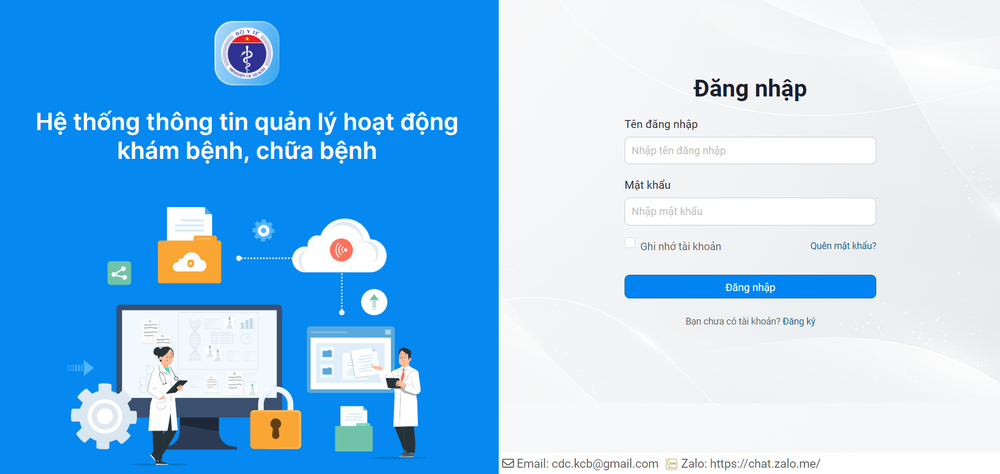 BỘ Y TẾ
MINISTRY OF HEALTH
Hệ thống thông tin quản lý hoạt động
khám bệnh, chữa bệnh
X
Đăng nhập
Tên đăng nhập
Nhập tên đăng nhập
Mật khẩu
Nhập mật khẩu
Ghi nhớ tài khoản
Quên mật khẩu?
Đăng nhập
Bạn chưa có tài khoản? Đăng ký
Email: cdc.kcb@gmail.com Zalo Zalo: https://chat.zalo.me/